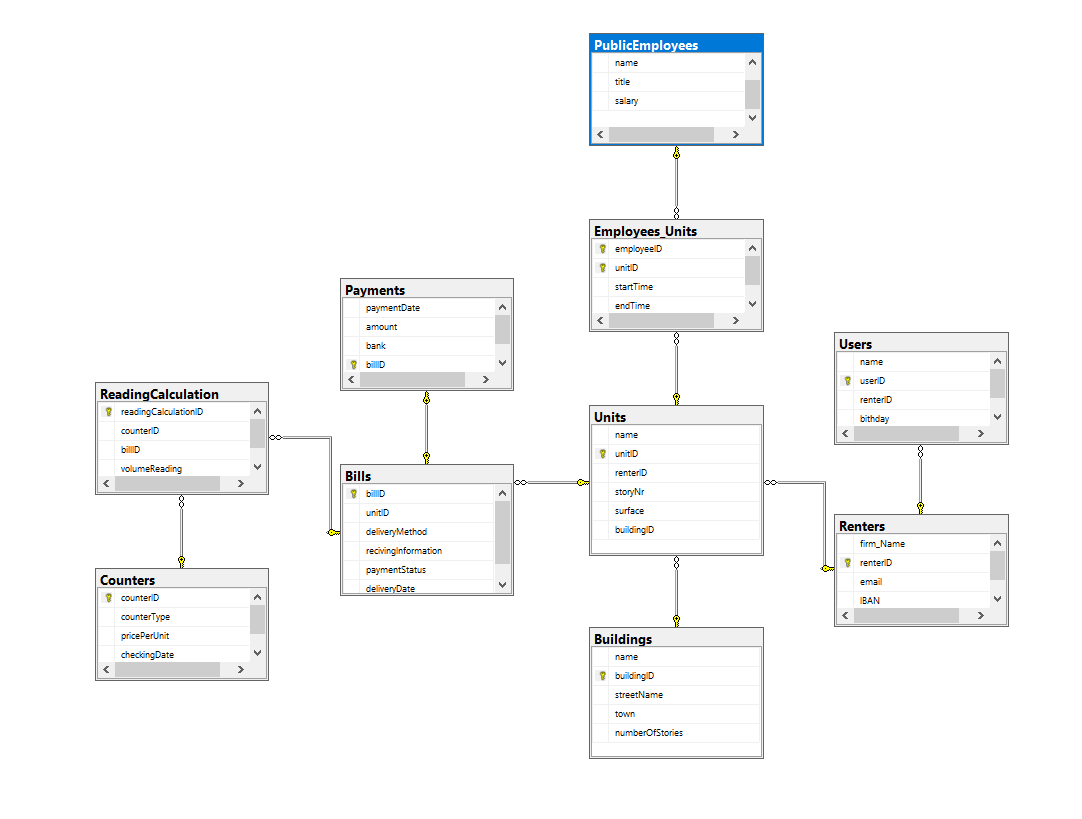 PublicEmployees
name
title
salary
Employees_Units
employeeID
unitID
startTime
endTime
Payments
paymentDate
amount
bank
billID
Users
name
userID
renterID
bithday
ReadingCalculation
readingCalculationID
counterID
billID
volumeReading
Units
name
unitID
renterID
storyNr
surface
buildingID
Bills
billID
unitID
deliveryMethod
recivingInformation
paymentStatus
deliveryDate
Renters
firm_Name
renterID
email
IBAN
Counters
counterID
counterType
pricePerUnit
checkingDate
Buildings
name
buildingID
streetName
town
numberOfStories